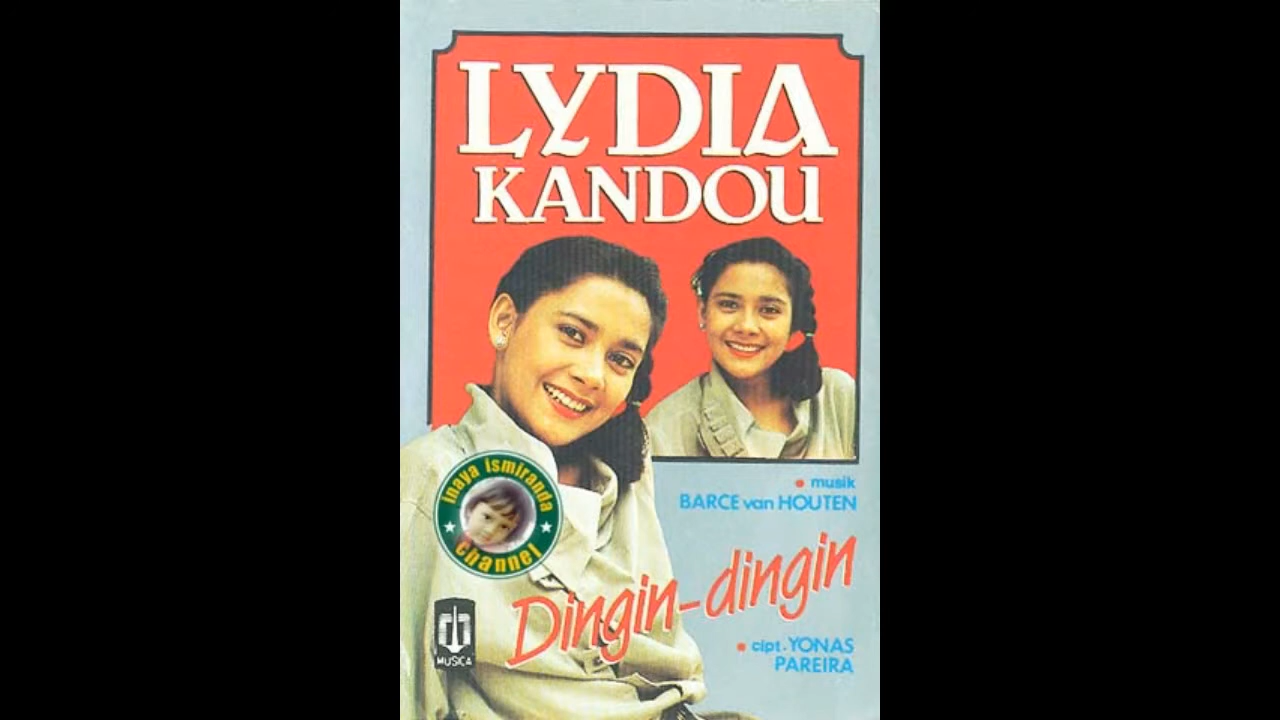 LYDIA
KANDOU
• musik
BARCE van HOUTEN
inaya ismiranda
channel
Dingin-dingin
MUSICA
• cipt. YONAS
PAREIRA